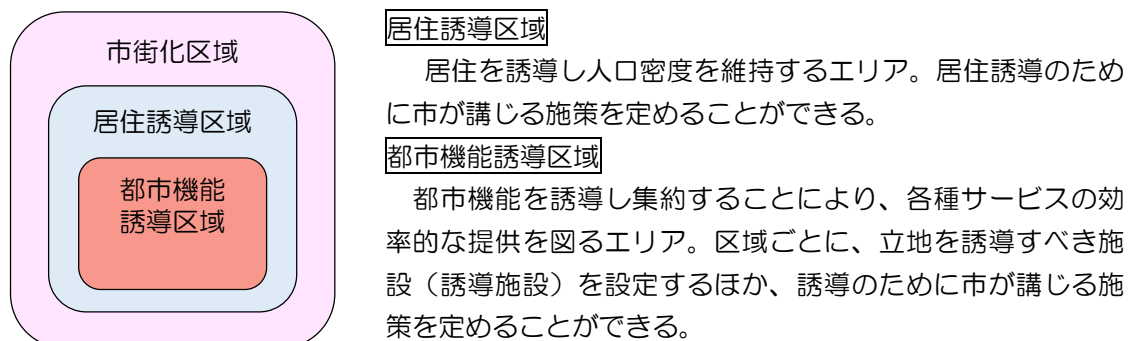 市街化区域
居住誘導区域
都市機能
誘導区域
居住誘導区域
居住を誘導し人口密度を維持するエリア。居住誘導のため
に市が講じる施策を定めることができる。
都市機能誘導区域
都市機能を誘導し集約することにより、各種サービスの効
率的な提供を図るエリア。区域ごとに、立地を誘導すべき施
設（誘導施設）を設定するほか、誘導のために市が講じる施
策を定めることができる。